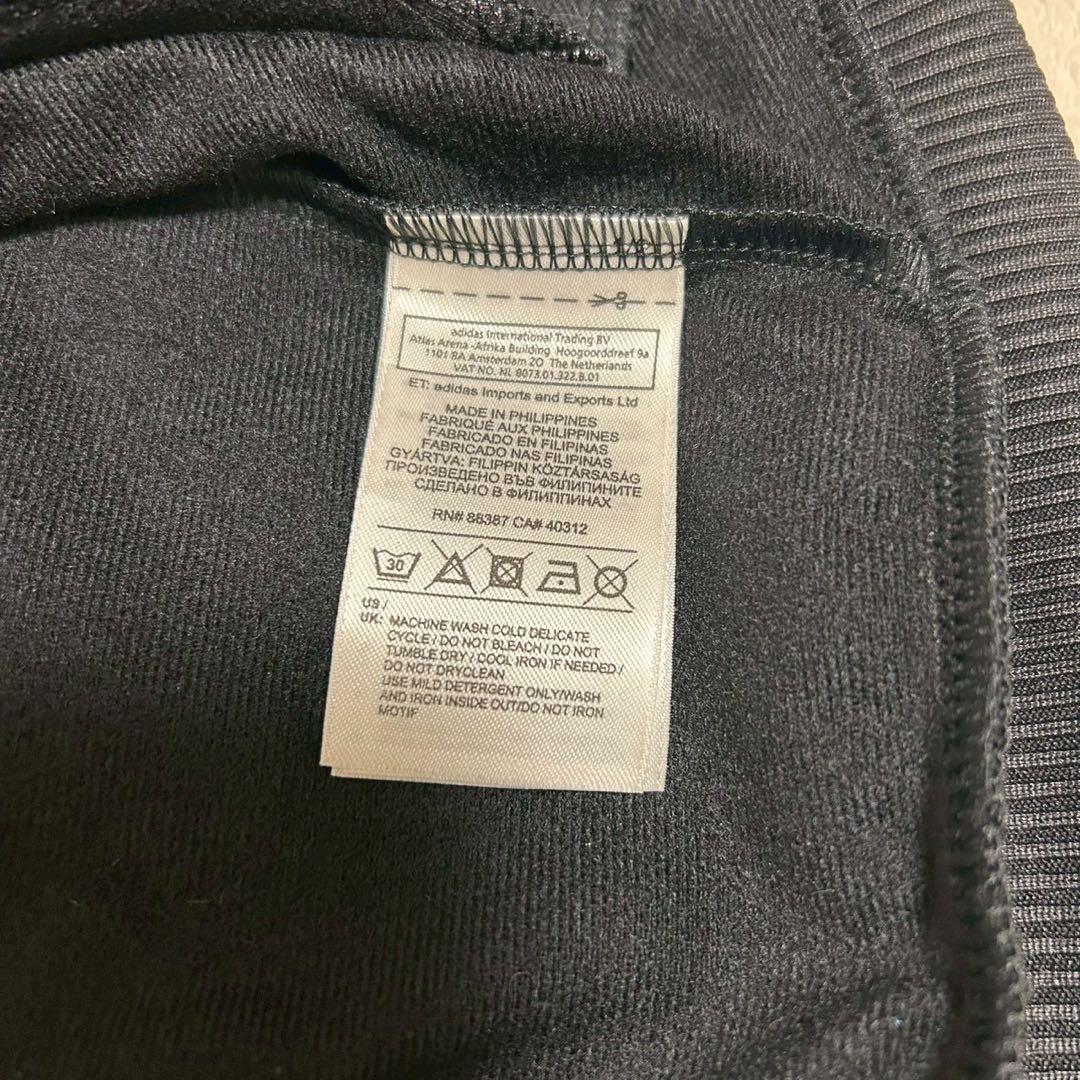 adidas International Trading BV
Atlas Arena -Afrika Building Hoogoorddreef 9a
1101 BA Amsterdam ZO The Netherlands
VAT NO. NL 8073.01.322.B.01
ET: adidas Imports and Exports Ltd
MADE IN PHILIPPINES
FABRIQUÉ AUX PHILIPPINES
FABRICADO EN FILIPINAS
FABRICADO NAS FILIPINAS
GYÁRTVA: FILIPPIN KÖZTÁRSASÁG
ПРОИЗВЕДЕНО ВЪВ ФИЛИПИНИТЕ
СДЕЛАНО В ФИЛИППИНАХ
RN# 88387 CA# 40312
30
US /
UK: MACHINE WASH COLD DELICATE
CYCLE / DO NOT BLEACH / DO NOT
TUMBLE DRY / COOL IRON IF NEEDED /
DO NOT DRYCLEAN
USE MILD DETERGENT ONLY/WASH
AND IRON INSIDE OUT/DO NOT IRON
MOTIF